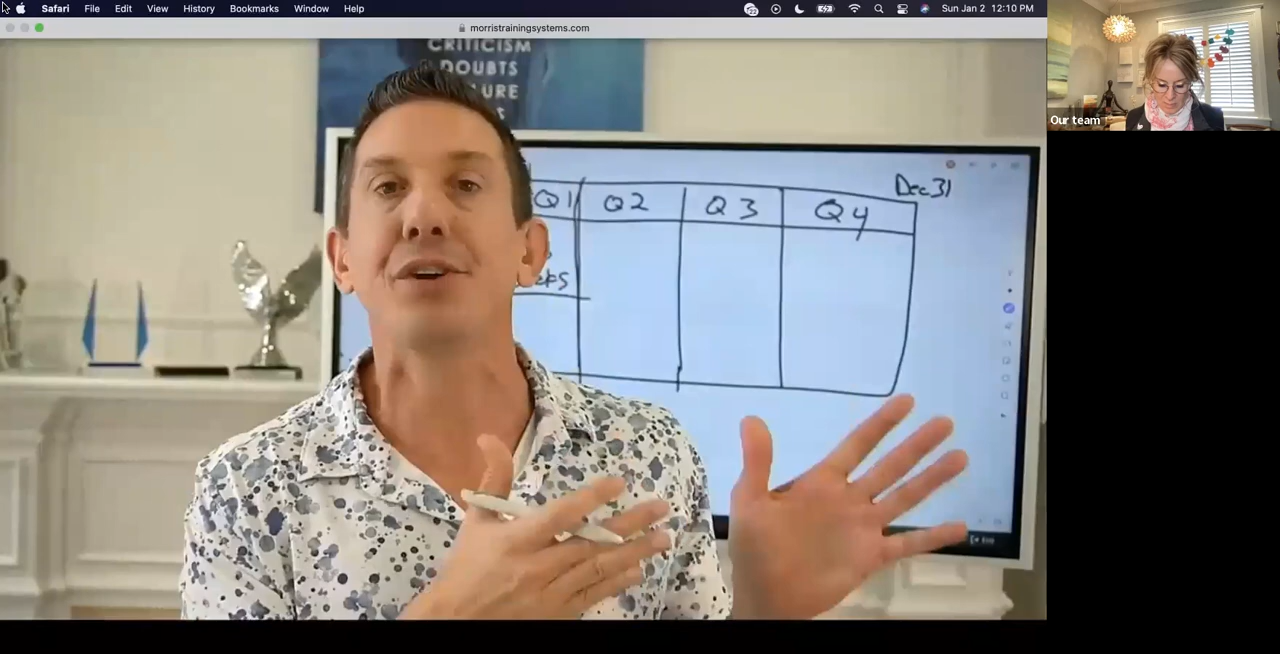 Safari File Edit View History Bookmarks Window Help Sun Jan 2 12:10 PM
morristrainingsystems.com
CRITICISM
DOUBTS
Our team
Dec 31
Q1 Q2 Q3 Q4